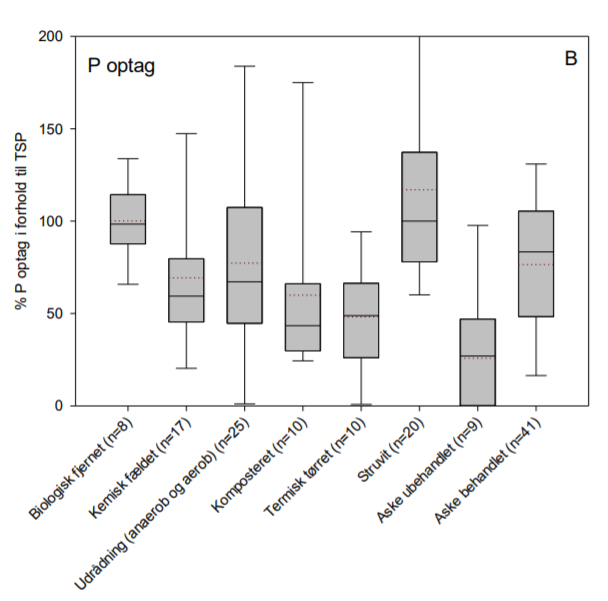 P optag
B
% P optag i forhold til TSP
200
150
100
50
0
Biologisk fjernet (n=8)
Kemisk fældet (n=17)
Udrådning (anaerob og aerob) (n=25)
Komposteret (n=10)
Termisk tørret (n=10)
Struvit (n=20)
Aske ubehandlet (n=9)
Aske behandlet (n=41)